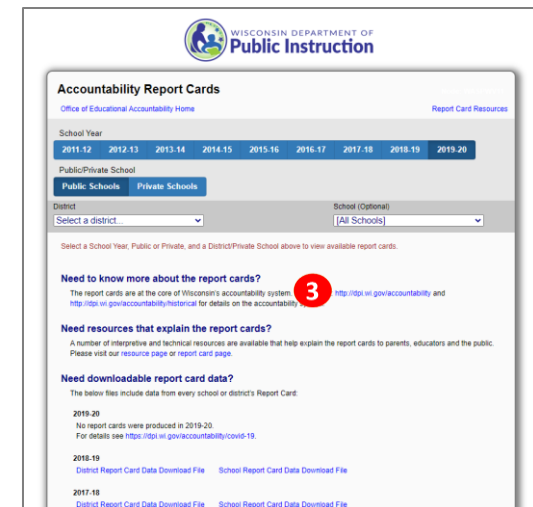 WISCONSIN DEPARTMENT OF
Public Instruction
Accountability Report Cards
Office of Educational Accountability Home
Report Card Resources
School Year
2011-12 2012-13 2013-14 2014-15 2015-16 2016-17 2017-18 2018-19 2019-20
Public/Private School
Public Schools Private Schools
District School (Optional)
Select a district... [All Schools]
Select a School Year, Public or Private, and a District/Private School above to view available report cards.
Need to know more about the report cards?
The report cards are at the core of Wisconsin's accountability system. 3 http://dpi.wi.gov/accountability and
http://dpi.wi.gov/accountability/historical for details on the accountability
Need resources that explain the report cards?
A number of interpretive and technical resources are available that help explain the report cards to parents, educators and the public.
Please visit our resource page or report card page.
Need downloadable report card data?
The below files include data from every school or district's Report Card:
2019-20
No report cards were produced in 2019-20.
For details see https://dpi.wi.gov/accountability/covid-19.
2018-19
District Report Card Data Download File School Report Card Data Download File
2017-18
District Report Card Data Download File School Report Card Data Download File